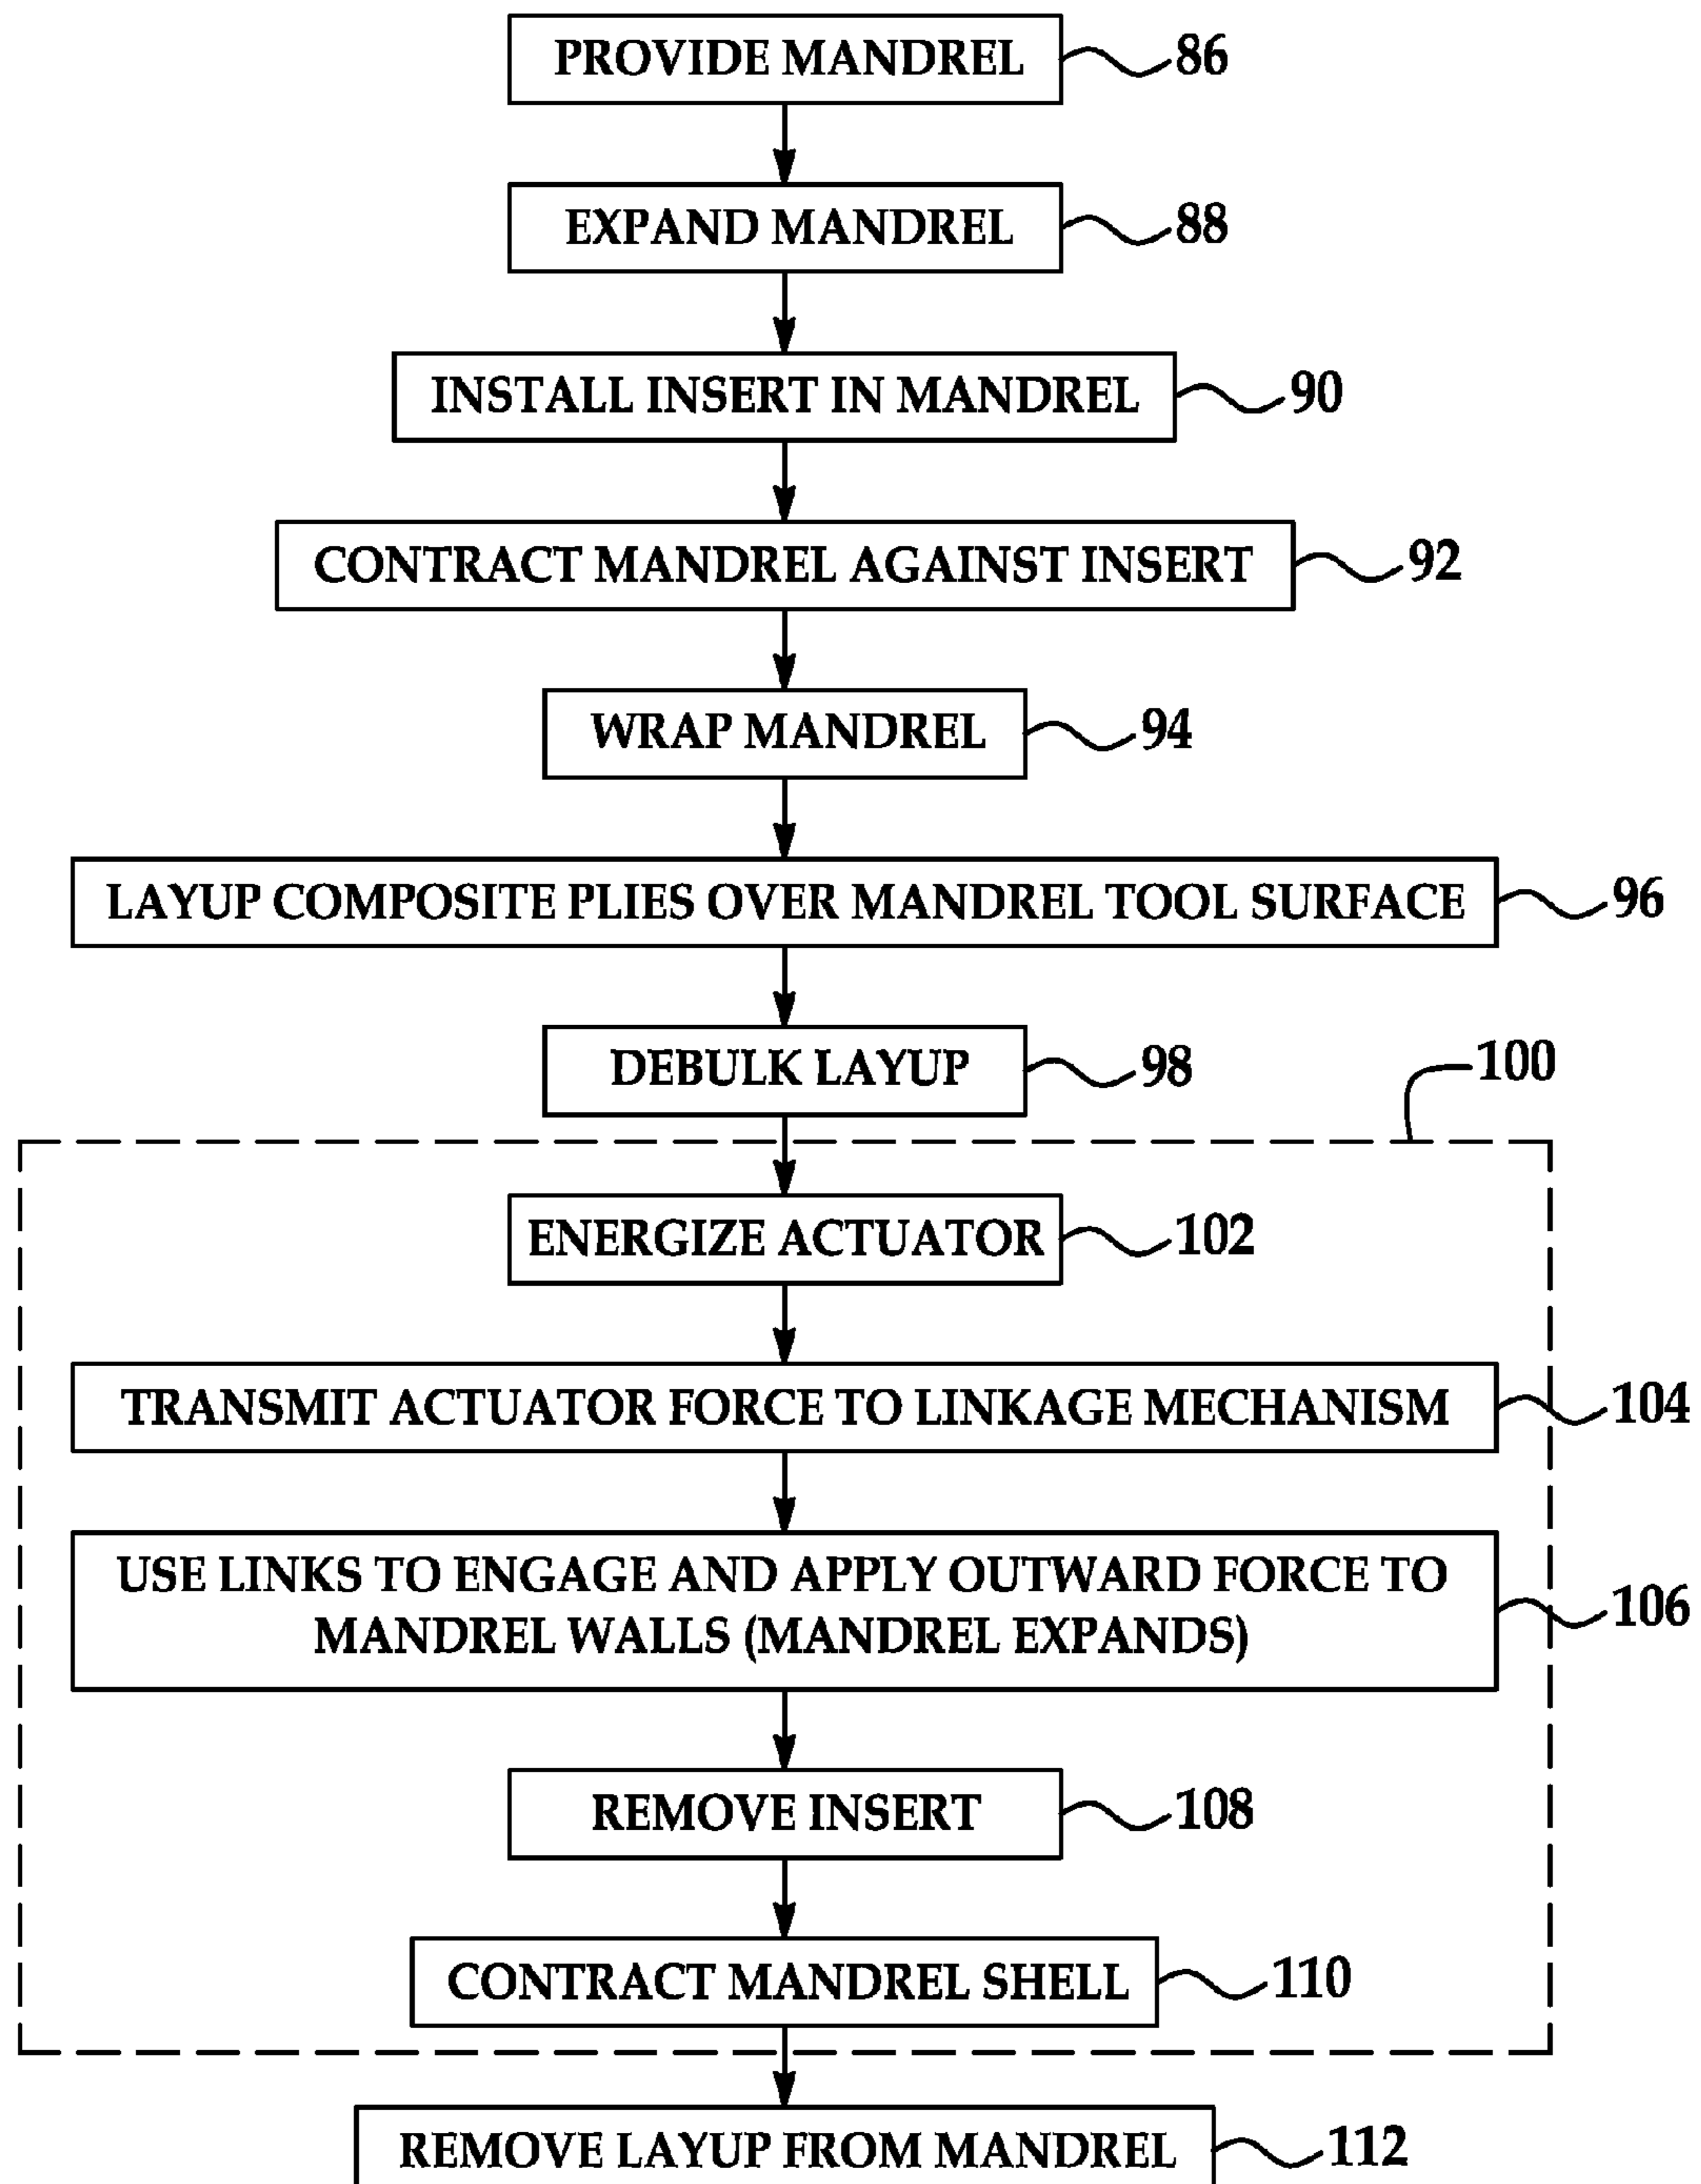 PROVIDE MANDREL 86
EXPAND MANDREL 88
INSTALL INSERT IN MANDREL 90
CONTRACT MANDREL AGAINST INSERT 92
WRAP MANDREL 94
LAYUP COMPOSITE PLIES OVER MANDREL TOOL SURFACE 96
DEBULK LAYUP 98
100
ENERGIZE ACTUATOR 102
TRANSMIT ACTUATOR FORCE TO LINKAGE MECHANISM 104
USE LINKS TO ENGAGE AND APPLY OUTWARD FORCE TO
MANDREL WALLS (MANDREL EXPANDS) 106
REMOVE INSERT 108
CONTRACT MANDREL SHELL 110
REMOVE LAYUP FROM MANDREL 112